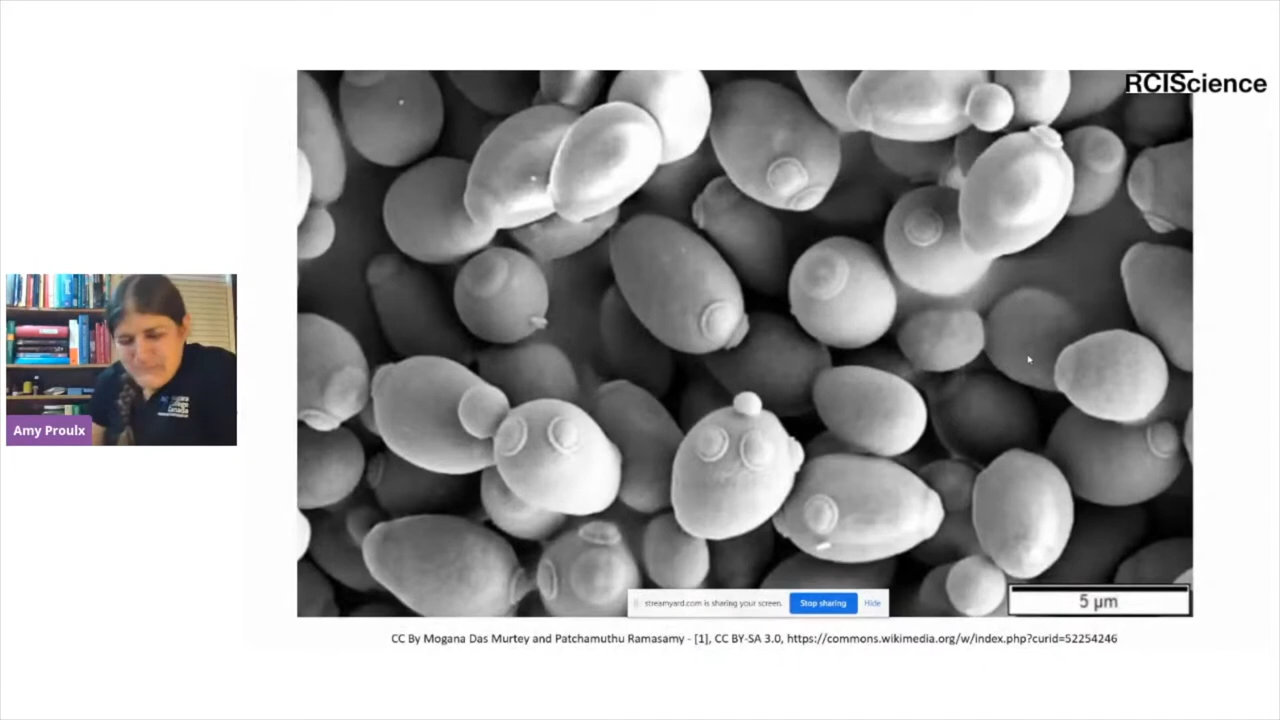 RCIScience
Amy Proulx
streamyard.com is sharing your screen.
Stop sharing
Hide
5 µm
CC By Mogana Das Murtey and Patchamuthu Ramasamy - [1], CC BY-SA 3.0, https://commons.wikimedia.org/w/index.php?curid=52254246